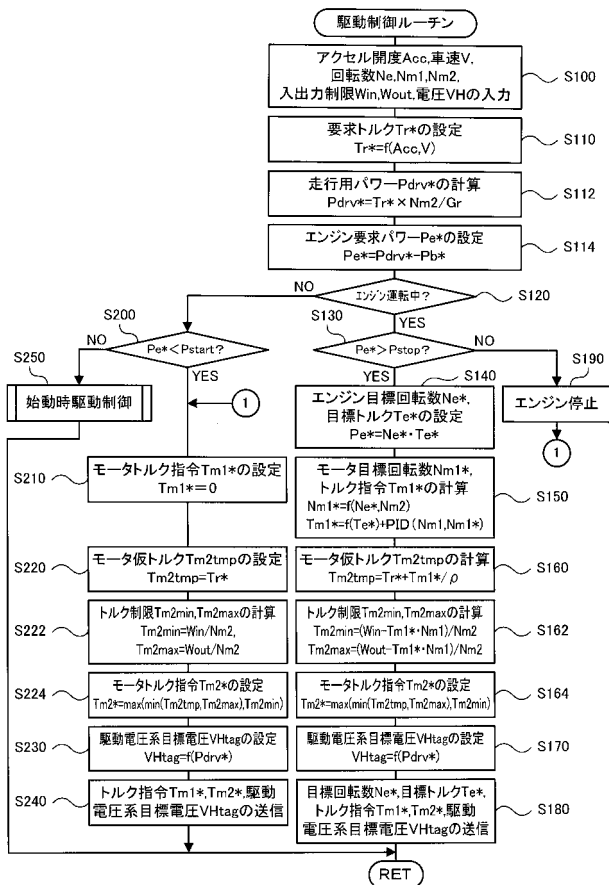 駆動制御ルーチン
アクセル開度Acc,車速V,
回転数Ne,Nm1,Nm2,
入出力制限Win,Wout,電圧VHの入力
S100
要求トルクTr*の設定
Tr*=f(Acc,V)
S110
走行用パワーPdrv*の計算
Pdrv*=Tr*×Nm2/Gr
S112
エンジン要求パワーPe*の設定
Pe*=Pdrv*-Pb*
S114
エンジン運転中?
S120
NO
YES
S200
Pe*<Pstart?
NO
YES
S130
Pe*>Pstop?
NO
YES
S250
始動時駆動制御
1
S140
エンジン目標回転数Ne*,
目標トルクTe*の設定
Pe*=Ne*・Te*
S190
エンジン停止
1
S210
モータトルク指令Tm1*の設定
Tm1*=0
モータ目標回転数Nm1*,
トルク指令Tm1*の計算
Nm1*=f(Ne*,Nm2)
Tm1*=f(Te*)+PID(Nm1,Nm1*)
S150
S220
モータ仮トルクTm2tmpの設定
Tm2tmp=Tr*
モータ仮トルクTm2tmpの計算
Tm2tmp=Tr*+Tm1*/ρ
S160
S222
トルク制限Tm2min,Tm2maxの計算
Tm2min=Win/Nm2,
Tm2max=Wout/Nm2
トルク制限Tm2min,Tm2maxの計算
Tm2min=(Win-Tm1*・Nm1)/Nm2
Tm2max=(Wout-Tm1*・Nm1)/Nm2
S162
S224
モータトルク指令Tm2*の設定
Tm2*=max(min(Tm2tmp,Tm2max),Tm2min)
モータトルク指令Tm2*の設定
Tm2*=max(min(Tm2tmp,Tm2max),Tm2min)
S164
S230
駆動電圧系目標電圧VHtagの設定
VHtag=f(Pdrv*)
駆動電圧系目標電圧VHtagの設定
VHtag=f(Pdrv*)
S170
S240
トルク指令Tm1*,Tm2*,駆動
電圧系目標電圧VHtagの送信
目標回転数Ne*,目標トルクTe*,
トルク指令Tm1*,Tm2*,駆動
電圧系目標電圧VHtagの送信
S180
RET